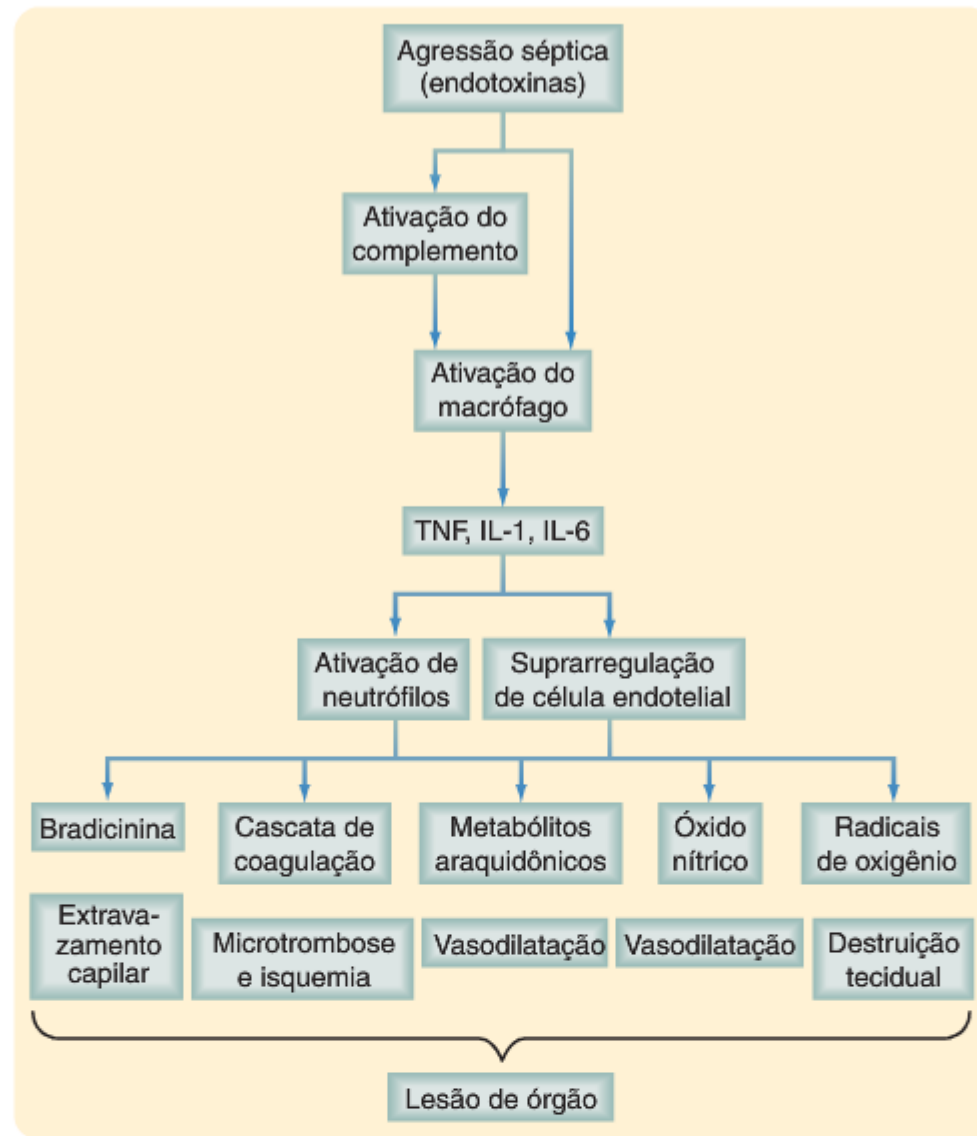 Agressão séptica
(endotoxinas)
Ativação do
complemento
Ativação do
macrófago
TNF, IL-1, IL-6
Ativação de
neutrófilos
Suprarregulação
de célula endotelial
Bradicinina
Cascata de
coagulação
Metabólitos
araquidônicos
Óxido
nítrico
Radicais
de oxigênio
Extrava-
zamento
capilar
Microtrombose
e isquemia
Vasodilatação
Vasodilatação
Destruição
tecidual
Lesão de órgão